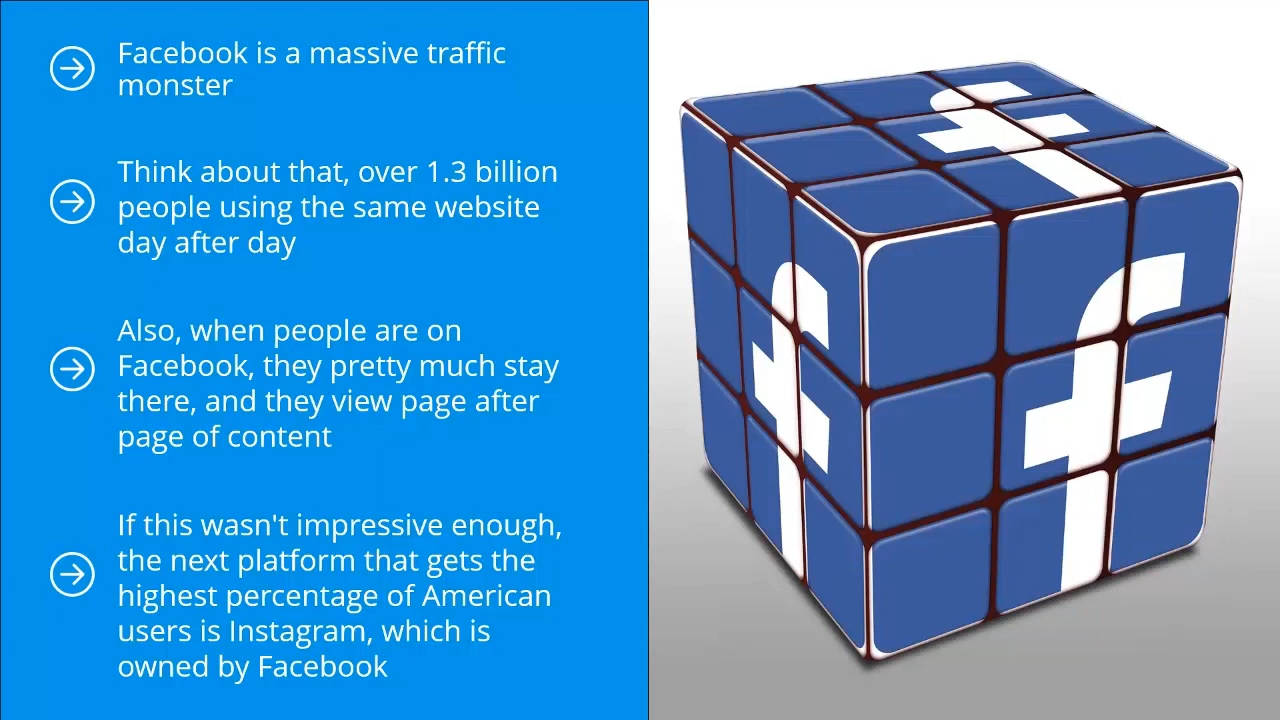 Facebook is a massive traffic
monster
Think about that, over 1.3 billion
people using the same website
day after day
Also, when people are on
Facebook, they pretty much stay
there, and they view page after
page of content
If this wasn't impressive enough,
the next platform that gets the
highest percentage of American
users is Instagram, which is
owned by Facebook